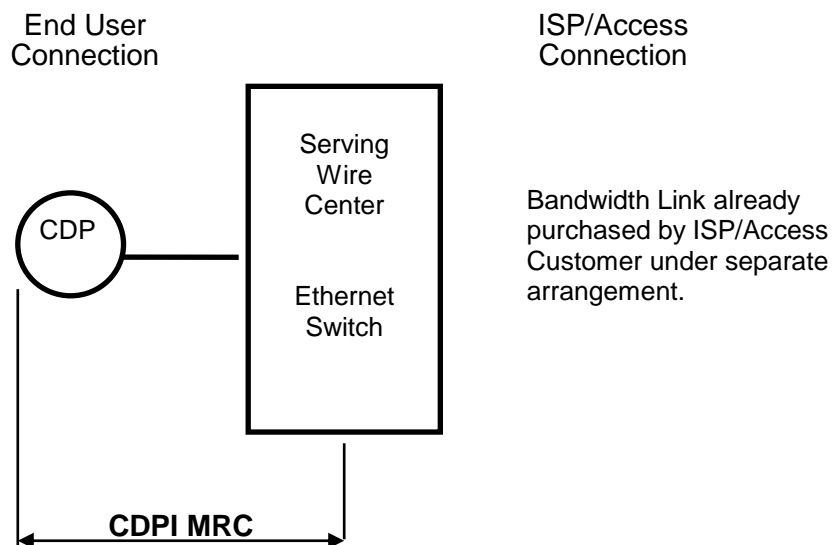 End User
Connection
ISP/Access
Connection
Serving
Wire
Center
CDP
Ethernet
Switch
Bandwidth Link already
purchased by ISP/Access
Customer under separate
arrangement.
CDPI MRC